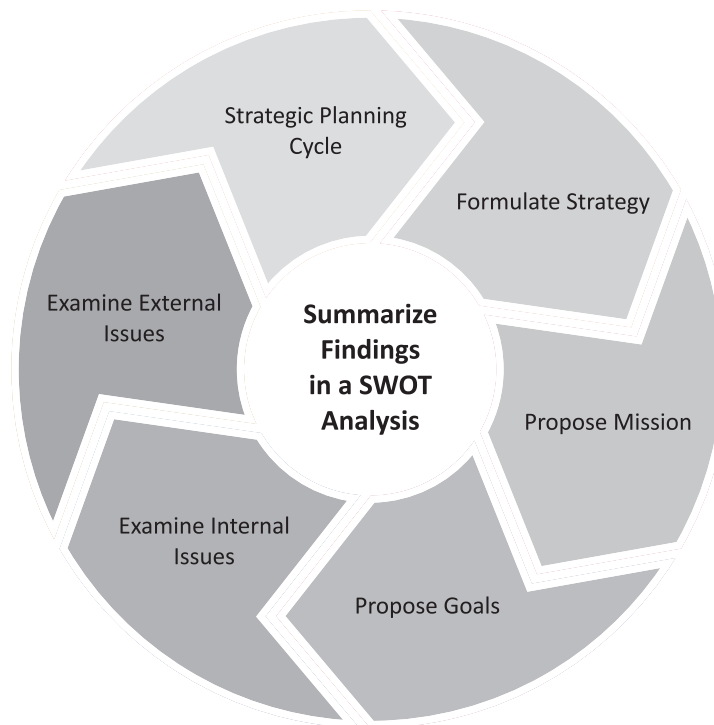 Strategic Planning
Cycle
Formulate Strategy
Examine External
Issues
Summarize
Findings
in a SWOT
Analysis
Propose Mission
Examine Internal
Issues
Propose Goals